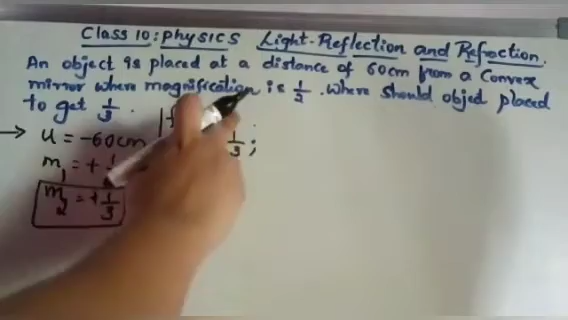 Class 10: physics Light-Reflection and Refraction.
An object is placed at a distance of 60cm from a Convex
mirror where magnification is 1/2. Where should object placed
to get 1/3.
→ u = -60cm
m₁ = +
1/3;
m₂ = +1/3